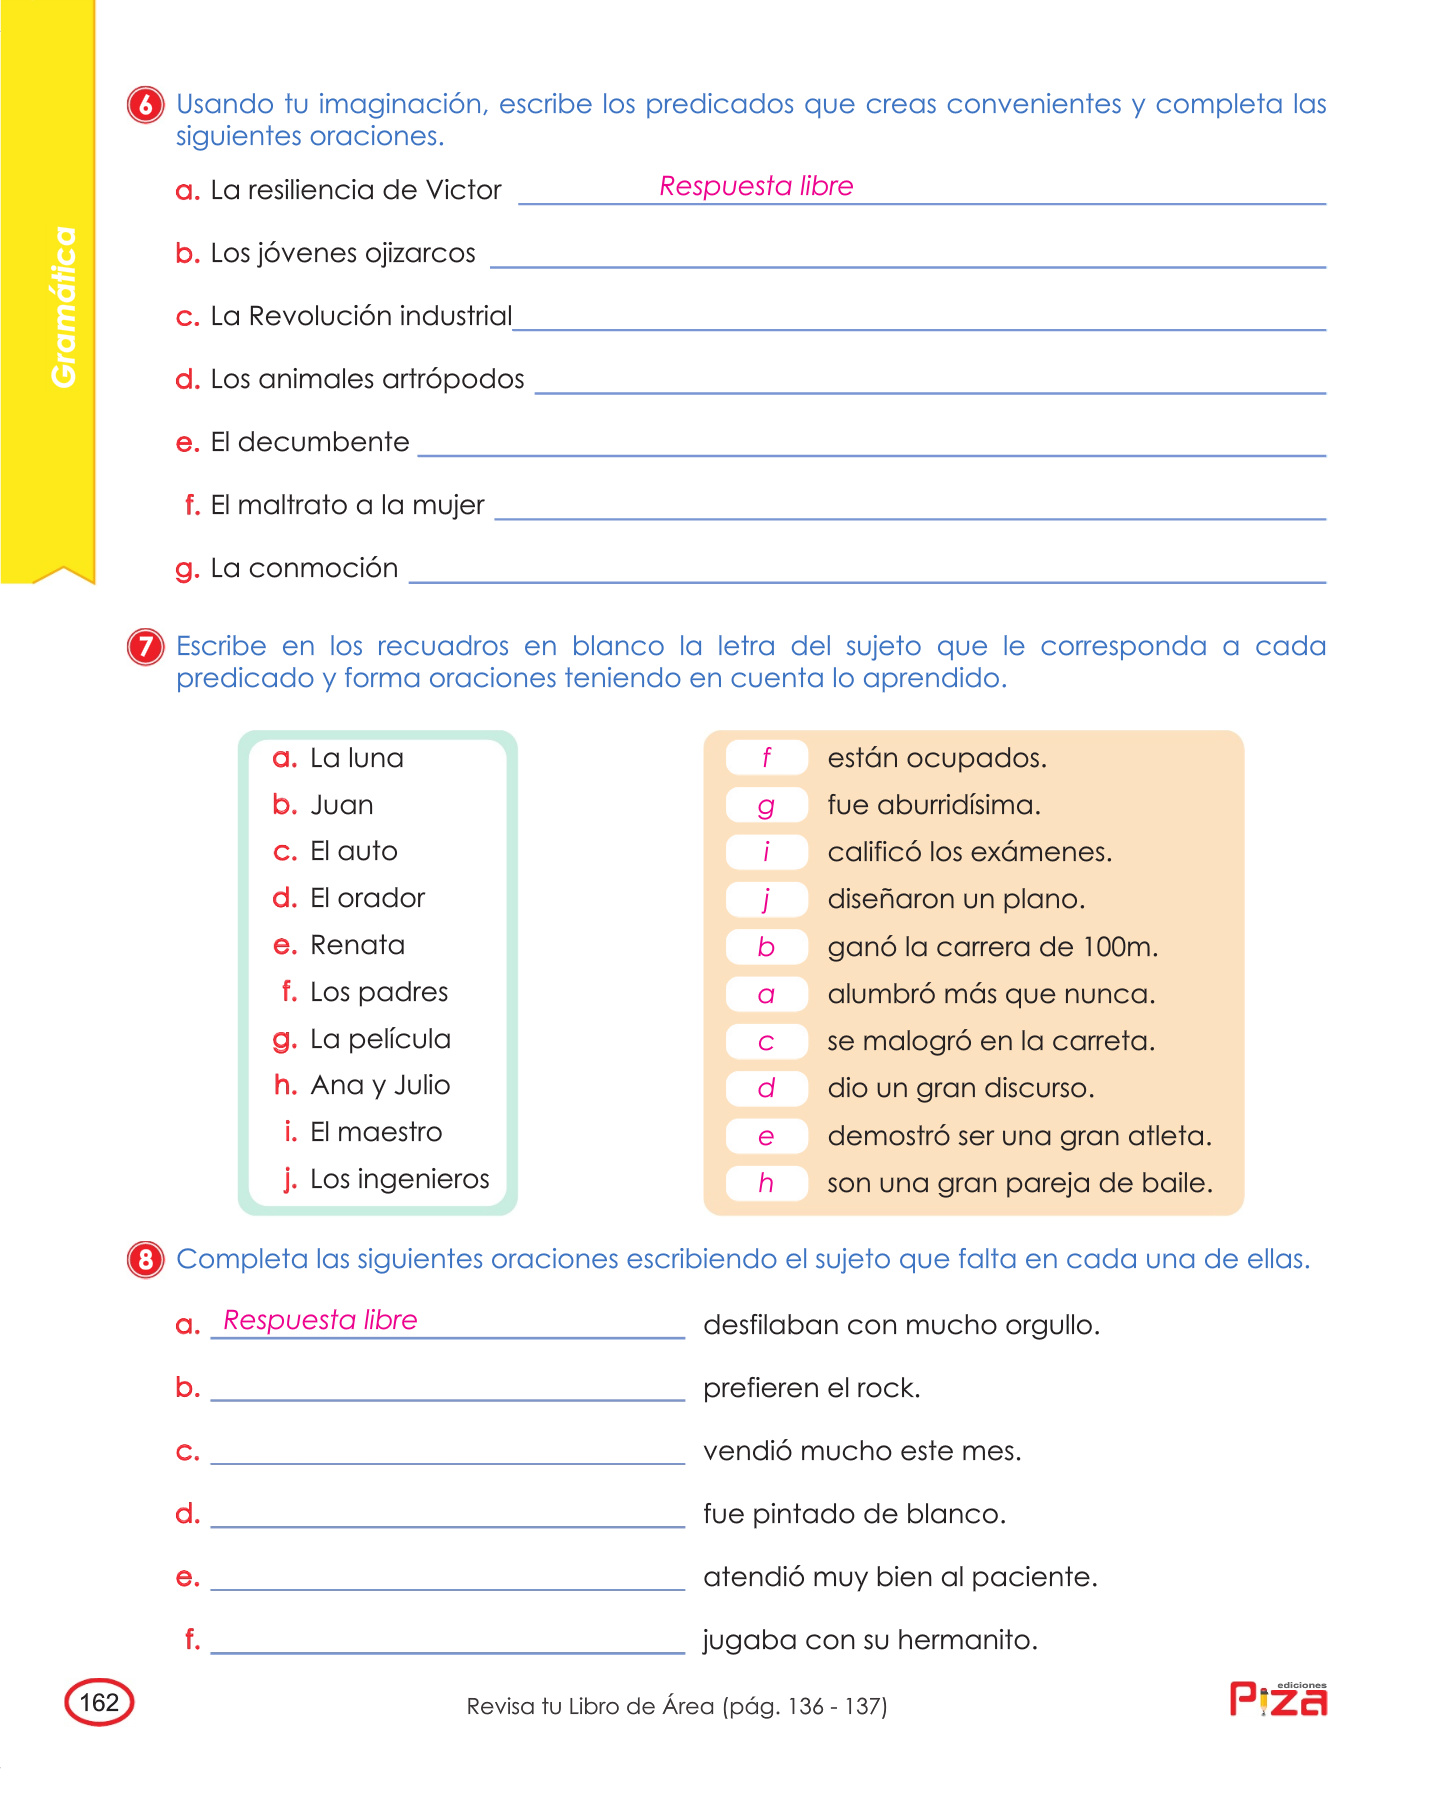 Gramática
6 Usando tu imaginación, escribe los predicados que creas convenientes y completa las
siguientes oraciones.
a. La resiliencia de Victor Respuesta libre
b. Los jóvenes ojizarcos
c. La Revolución industrial
d. Los animales artrópodos
e. El decumbente
f. El maltrato a la mujer
g. La conmoción
7 Escribe en los recuadros en blanco la letra del sujeto que le corresponda a cada
predicado y forma oraciones teniendo en cuenta lo aprendido.
a. La luna
b. Juan
c. El auto
d. El orador
e. Renata
f. Los padres
g. La película
h. Ana y Julio
i. El maestro
j. Los ingenieros
f están ocupados.
g fue aburridísima.
i calificó los exámenes.
j diseñaron un plano.
b ganó la carrera de 100m.
a alumbró más que nunca.
c se malogró en la carreta.
d dio un gran discurso.
e demostró ser una gran atleta.
h son una gran pareja de baile.
8 Completa las siguientes oraciones escribiendo el sujeto que falta en cada una de ellas.
a. Respuesta libre desfilaban con mucho orgullo.
b. prefieren el rock.
c. vendió mucho este mes.
d. fue pintado de blanco.
e. atendió muy bien al paciente.
f. jugaba con su hermanito.
162
Revisa tu Libro de Área (pág. 136 - 137)
ediciones
Piza